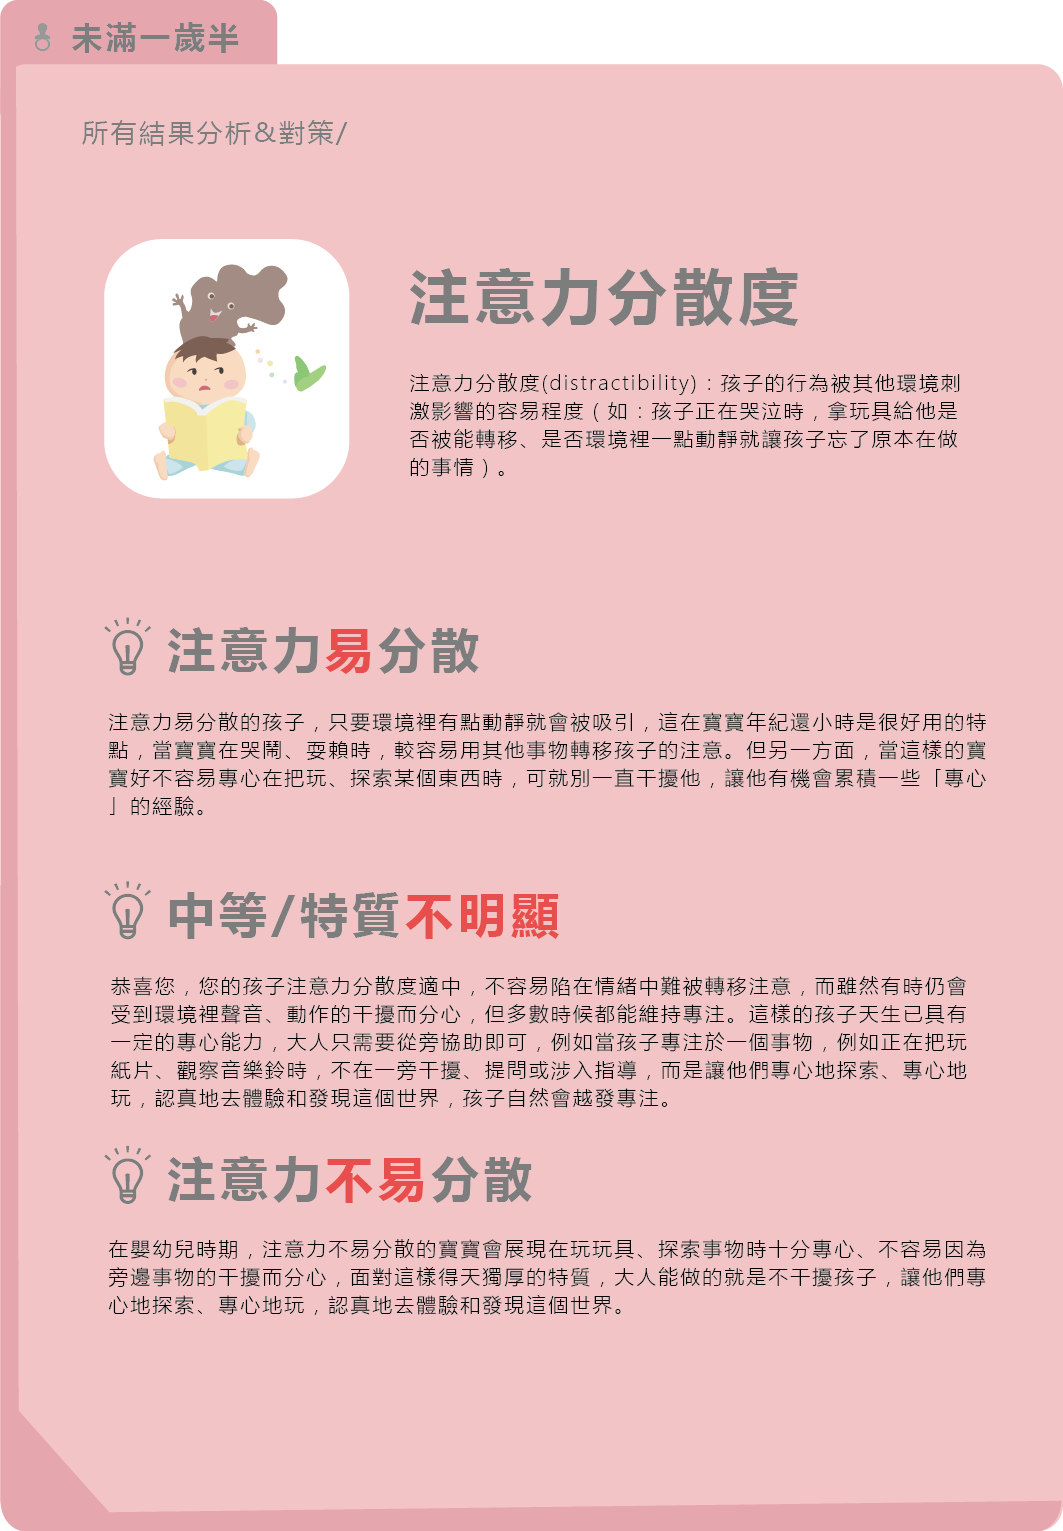 未滿一歲半
所有結果分析&對策/
注意力分散度
注意力分散度(distractibility)：孩子的行為被其他環境刺
激影響的容易程度（如：孩子正在哭泣時，拿玩具給他是
否被能轉移、是否環境裡一點動靜就讓孩子忘了原本在做
的事情）。
注意力易分散
注意力易分散的孩子，只要環境裡有點動靜就會被吸引，這在寶寶年紀還小時是很好用的特
點，當寶寶在哭鬧、耍賴時，較容易用其他事物轉移孩子的注意。但另一方面，當這樣的寶
寶好不容易專心在把玩、探索某個東西時，可就別一直干擾他，讓他有機會累積一些「專心
」的經驗。
中等/特質不明顯
恭喜您，您的孩子注意力分散度適中，不容易陷在情緒中難被轉移注意，而雖然有時仍會
受到環境裡聲音、動作的干擾而分心，但多數時候都能維持專注。這樣的孩子天生已具有
一定的專心能力，大人只需要從旁協助即可，例如當孩子專注於一個事物，例如正在把玩
紙片、觀察音樂鈴時，不在一旁干擾、提問或涉入指導，而是讓他們專心地探索、專心地
玩，認真地去體驗和發現這個世界，孩子自然會越發專注。
注意力不易分散
在嬰幼兒時期，注意力不易分散的寶寶會展現在玩玩具、探索事物時十分專心、不容易因為
旁邊事物的干擾而分心，面對這樣得天獨厚的特質，大人能做的就是不干擾孩子，讓他們專
心地探索、專心地玩，認真地去體驗和發現這個世界。